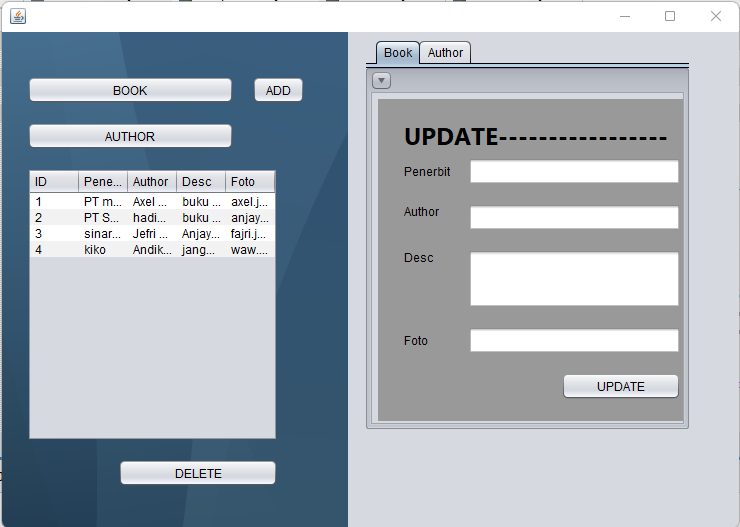 BOOK
ADD
AUTHOR
ID Pene... Author Desc Foto
1 PT m... Axel ... buku ... axel.j...
2 PT S... hadi... buku ... anjay...
3 sinar... Jefri ... Anjay... fajri.j...
4 kiko Andik... jang... waw....
DELETE
Book Author
UPDATE-----------------
Penerbit
Author
Desc
Foto
UPDATE